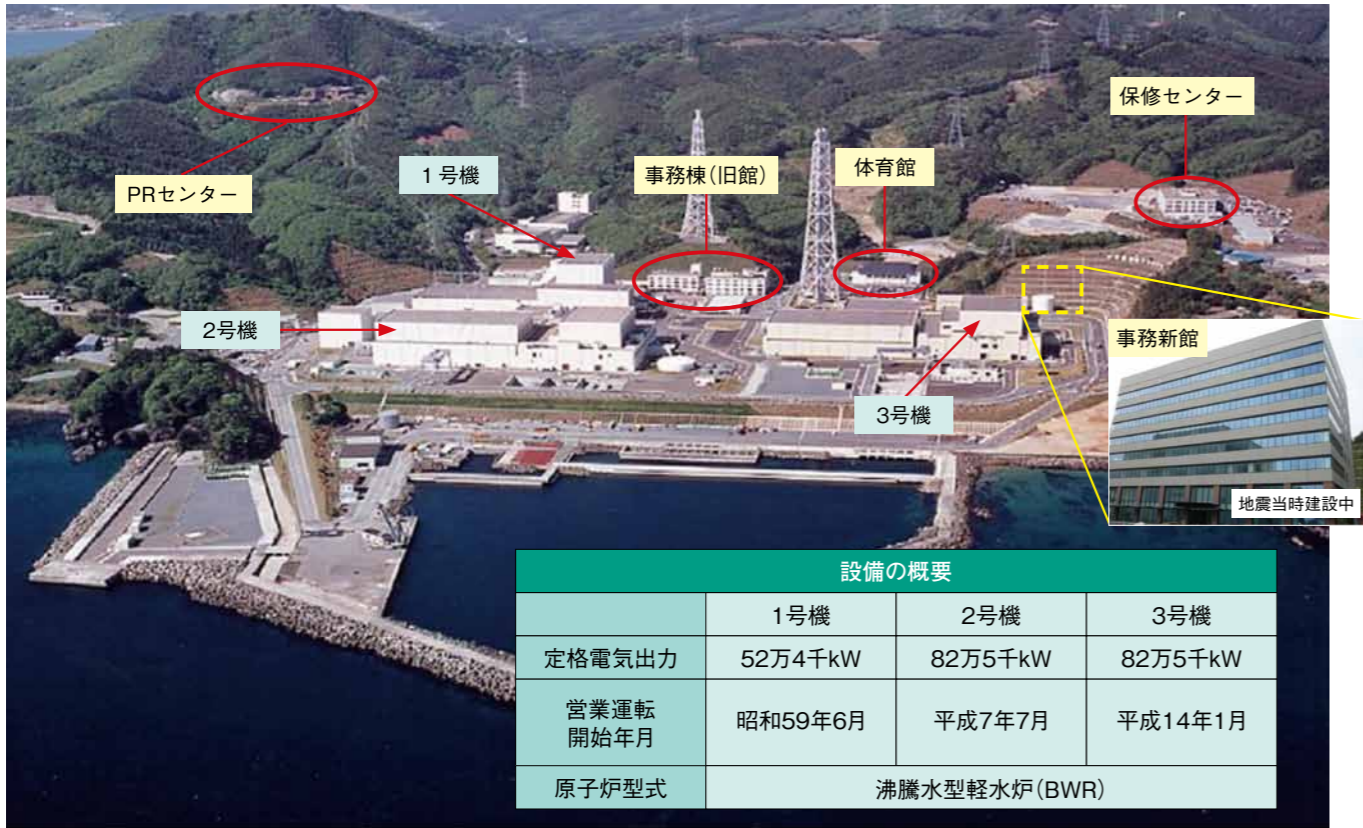 保修センター
体育館
事務棟（旧館）
1号機
PRセンター
2号機
事務新館
3号機
地震当時建設中
設備の概要
1号機 2号機 3号機
定格電気出力 52万4千kW 82万5千kW 82万5千kW
営業運転
開始年月 昭和59年6月 平成7年7月 平成14年1月
原子炉型式 沸騰水型軽水炉（BWR）